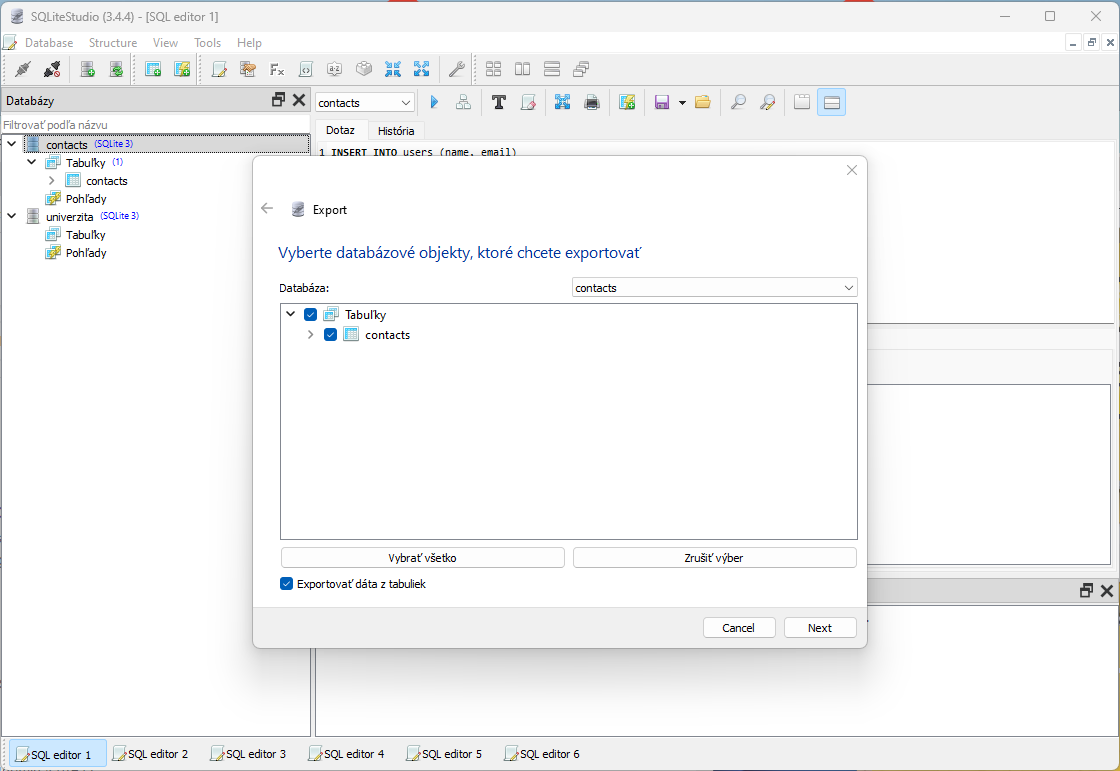 SQLiteStudio (3.4.4) - [SQL editor 1]
Database Structure View Tools Help
Databázy
contacts
Filtrovať podľa názvu
Dotaz História
contacts (SQLite 3)
1 INSERT INTO users (name, email)
Tabuľky (1)
contacts
Pohľady
univerzita (SQLite 3)
Tabuľky
Pohľady
Export
Vyberte databázové objekty, ktoré chcete exportovať
Databáza: contacts
Tabuľky
contacts
Vybrať všetko Zrušiť výber
Exportovať dáta z tabuliek
Cancel Next
SQL editor 1 SQL editor 2 SQL editor 3 SQL editor 4 SQL editor 5 SQL editor 6